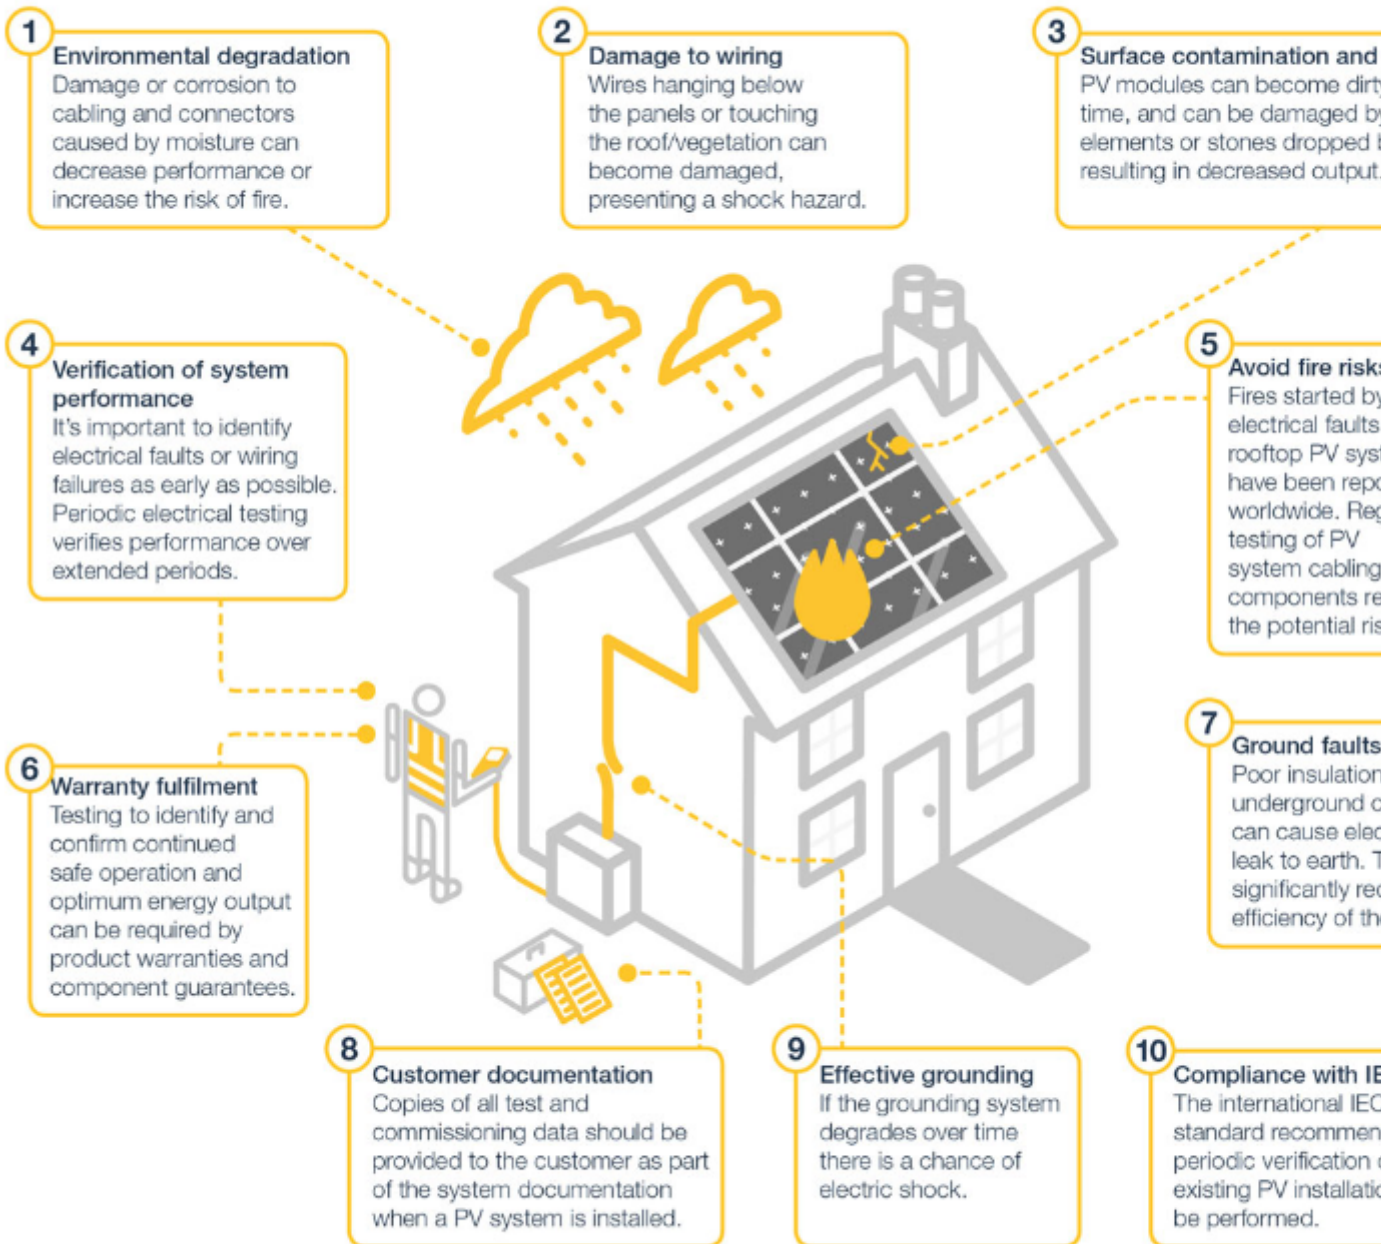 1
Environmental degradation
Damage or corrosion to
cabling and connectors
caused by moisture can
decrease performance or
increase the risk of fire.
2
Damage to wiring
Wires hanging below
the panels or touching
the roof/vegetation can
become damaged,
presenting a shock hazard.
3
Surface contamination and
PV modules can become dirty
time, and can be damaged by
elements or stones dropped
resulting in decreased output.
4
Verification of system
performance
It's important to identify
electrical faults or wiring
failures as early as possible.
Periodic electrical testing
verifies performance over
extended periods.
5
Avoid fire risks
Fires started by
electrical faults
rooftop PV
have been
worldwide.
testing of PV
system cabling
components
the potential
6
Warranty fulfilment
Testing to identify and
confirm continued
safe operation and
optimum energy output
can be required by
product warranties and
component guarantees.
7
Ground faults
Poor insulation
underground
can cause
leak to earth.
significantly
efficiency of
8
Customer documentation
Copies of all test and
commissioning data should be
provided to the customer as part
of the system documentation
when a PV system is installed.
9
Effective grounding
If the grounding system
degrades over time
there is a chance of
electric shock.
10
Compliance with
The international IEC
standard
periodic verification
existing PV
be performed.